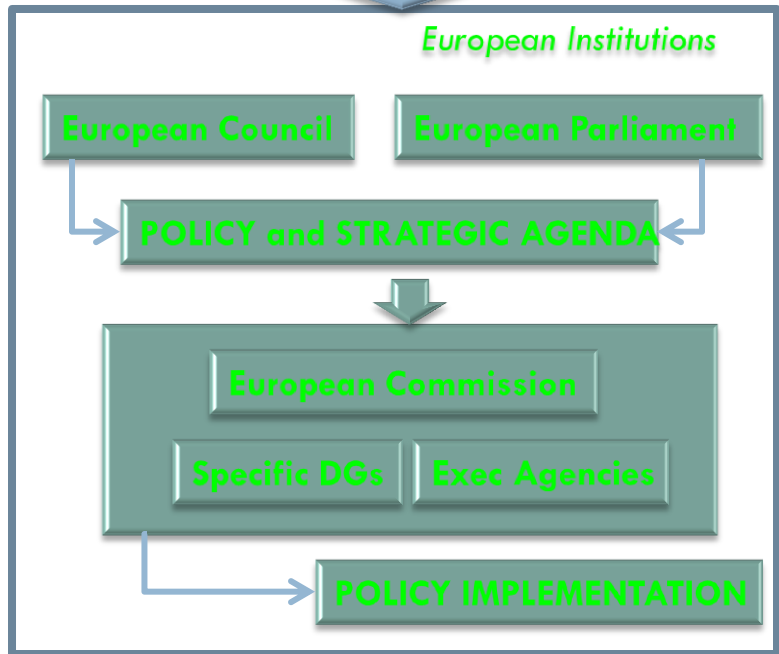 European Institutions
European Council
European Parliament
POLICY and STRATEGIC AGENDA
European Commission
Specific DGs
Exec Agencies
POLICY IMPLEMENTATION